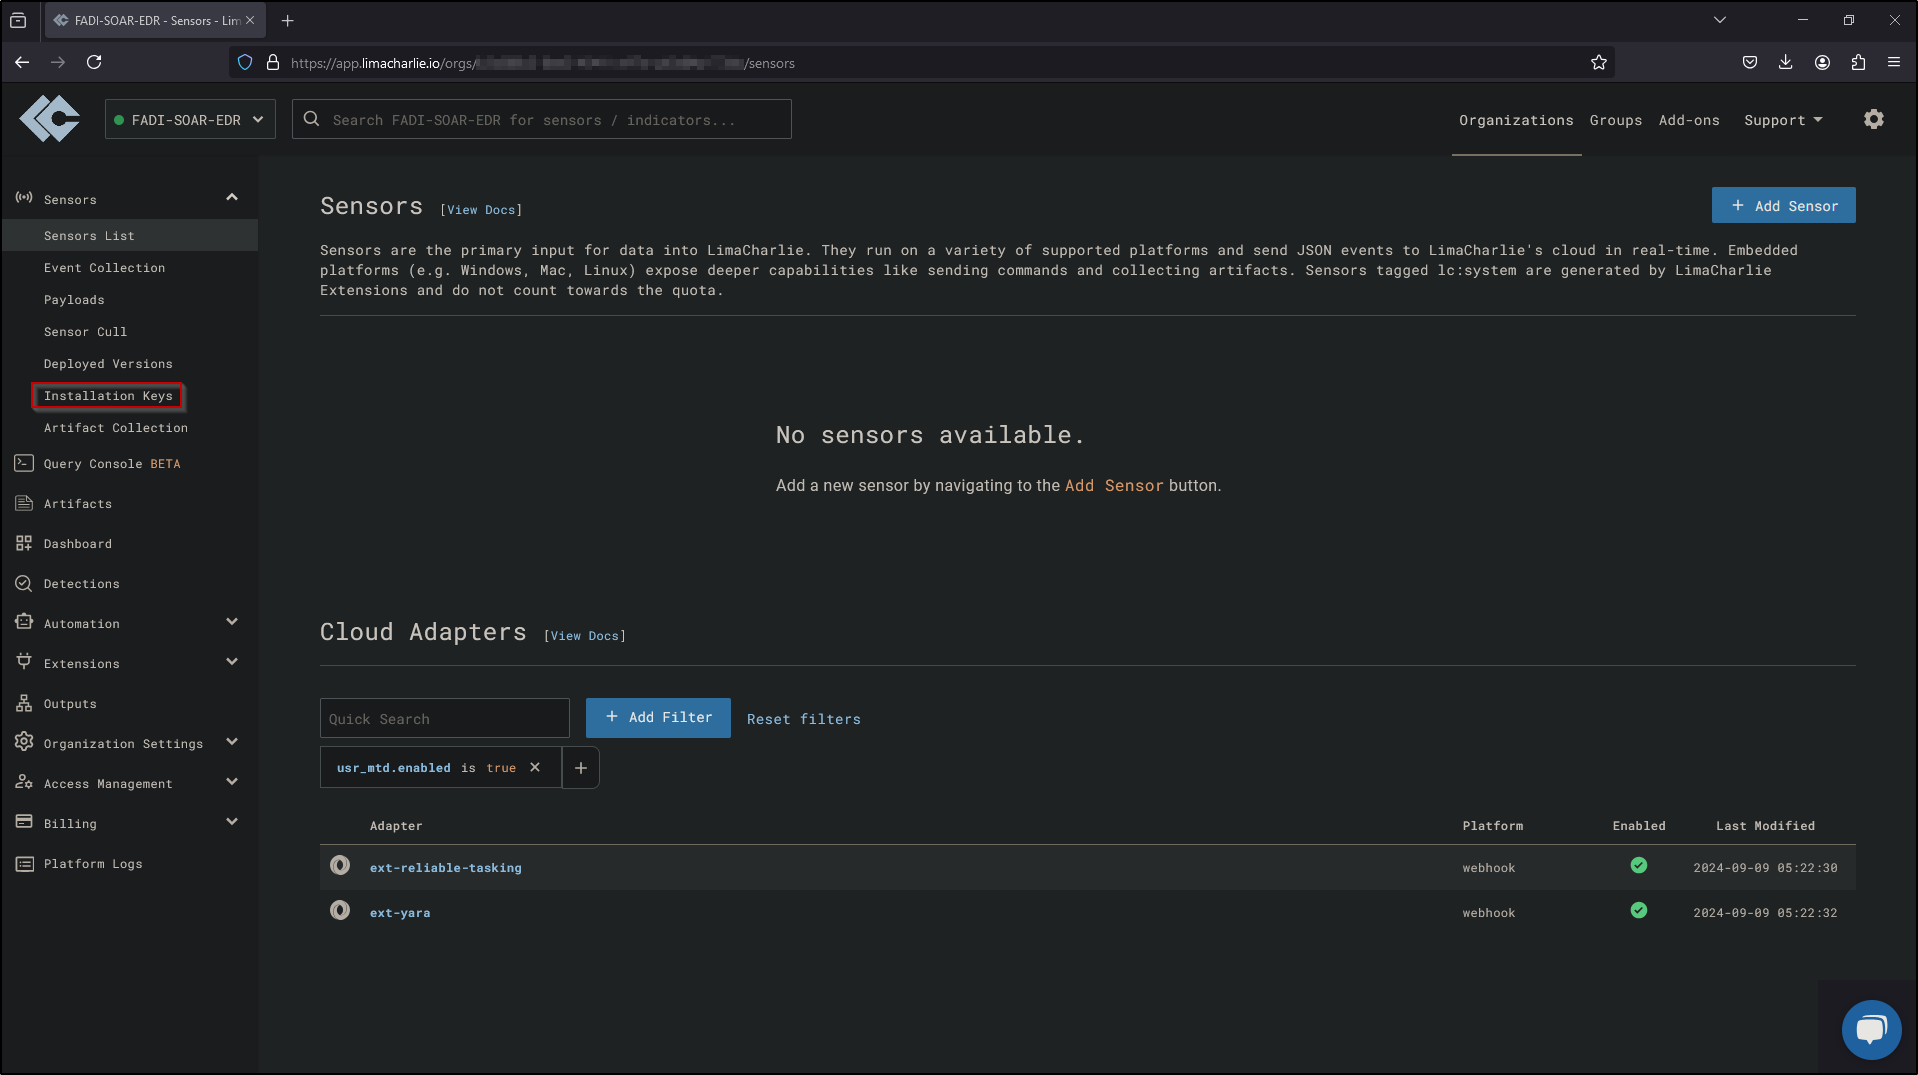 FADI-SOAR-EDR - Sensors - Lim
https://app.limacharlie.io/orgs/ /sensors
FADI-SOAR-EDR
Search FADI-SOAR-EDR for sensors / indicators...
Organizations
Groups
Add-ons
Support
Sensors
Sensors List
Event Collection
Payloads
Sensor Cull
Deployed Versions
Installation Keys
Artifact Collection
Query Console BETA
Artifacts
Dashboard
Detections
Automation
Extensions
Outputs
Organization Settings
Access Management
Billing
Platform Logs
Sensors [View Docs]
+ Add Sensor
Sensors are the primary input for data into LimaCharlie. They run on a variety of supported platforms and send JSON events to LimaCharlie's cloud in real-time. Embedded
platforms (e.g. Windows, Mac, Linux) expose deeper capabilities like sending commands and collecting artifacts. Sensors tagged lc:system are generated by LimaCharlie
Extensions and do not count towards the quota.
No sensors available.
Add a new sensor by navigating to the Add Sensor button.
Cloud Adapters [View Docs]
Quick Search
+ Add Filter
Reset filters
usr_mtd.enabled is true
Adapter Platform Enabled Last Modified
ext-reliable-tasking webhook 2024-09-09 05:22:30
ext-yara webhook 2024-09-09 05:22:32